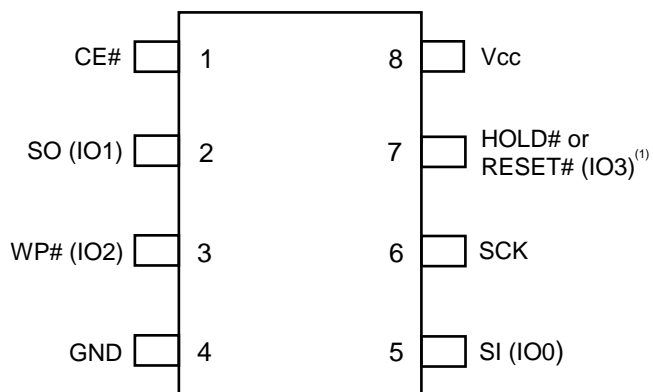 CE# 1 8 Vcc
SO (IO1) 2 7 HOLD# or
RESET# (IO3)(1)
WP# (IO2) 3 6 SCK
GND 4 5 SI (IO0)